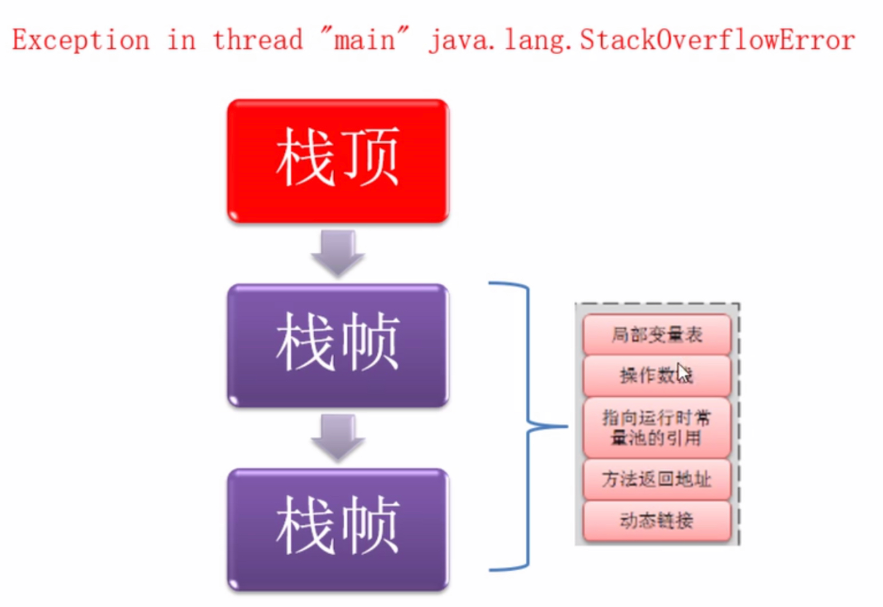 Exception in thread "main" java.lang.StackOverflowError
栈顶
栈帧
栈帧
局部变量表
操作数栈
指向运行时常
量池的引用
方法返回地址
动态链接